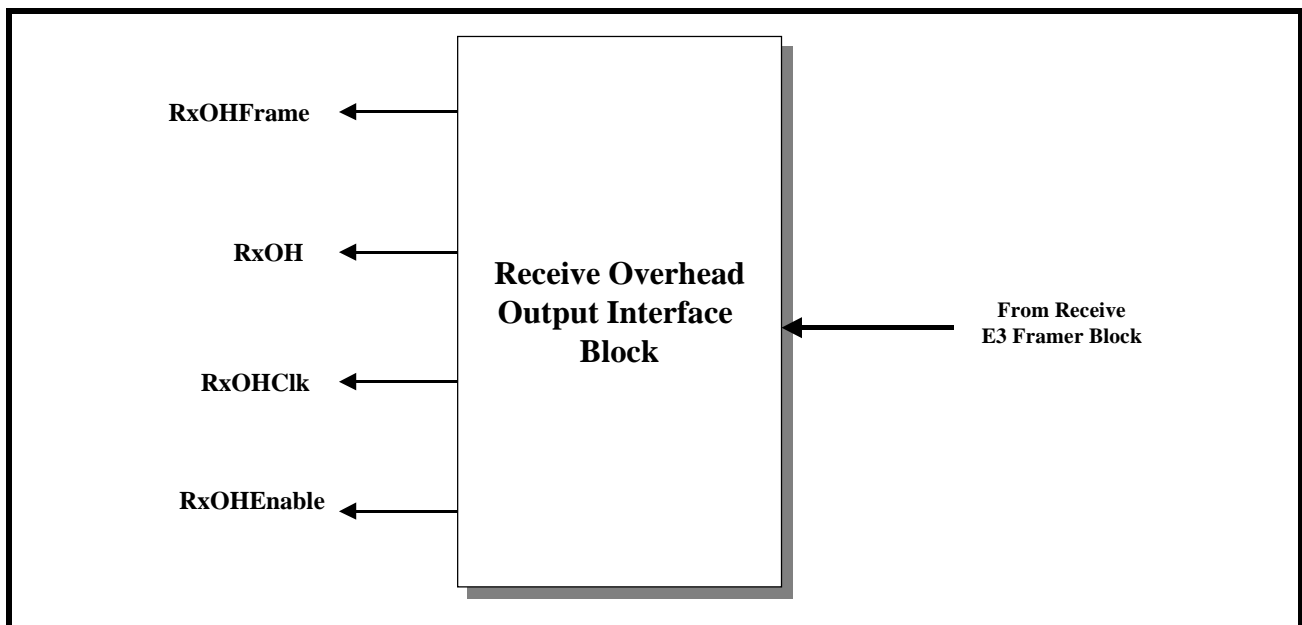 RxOHFrame
RxOH
RxOHClk
RxOHEnable
Receive Overhead
Output Interface
Block
From Receive
E3 Framer Block